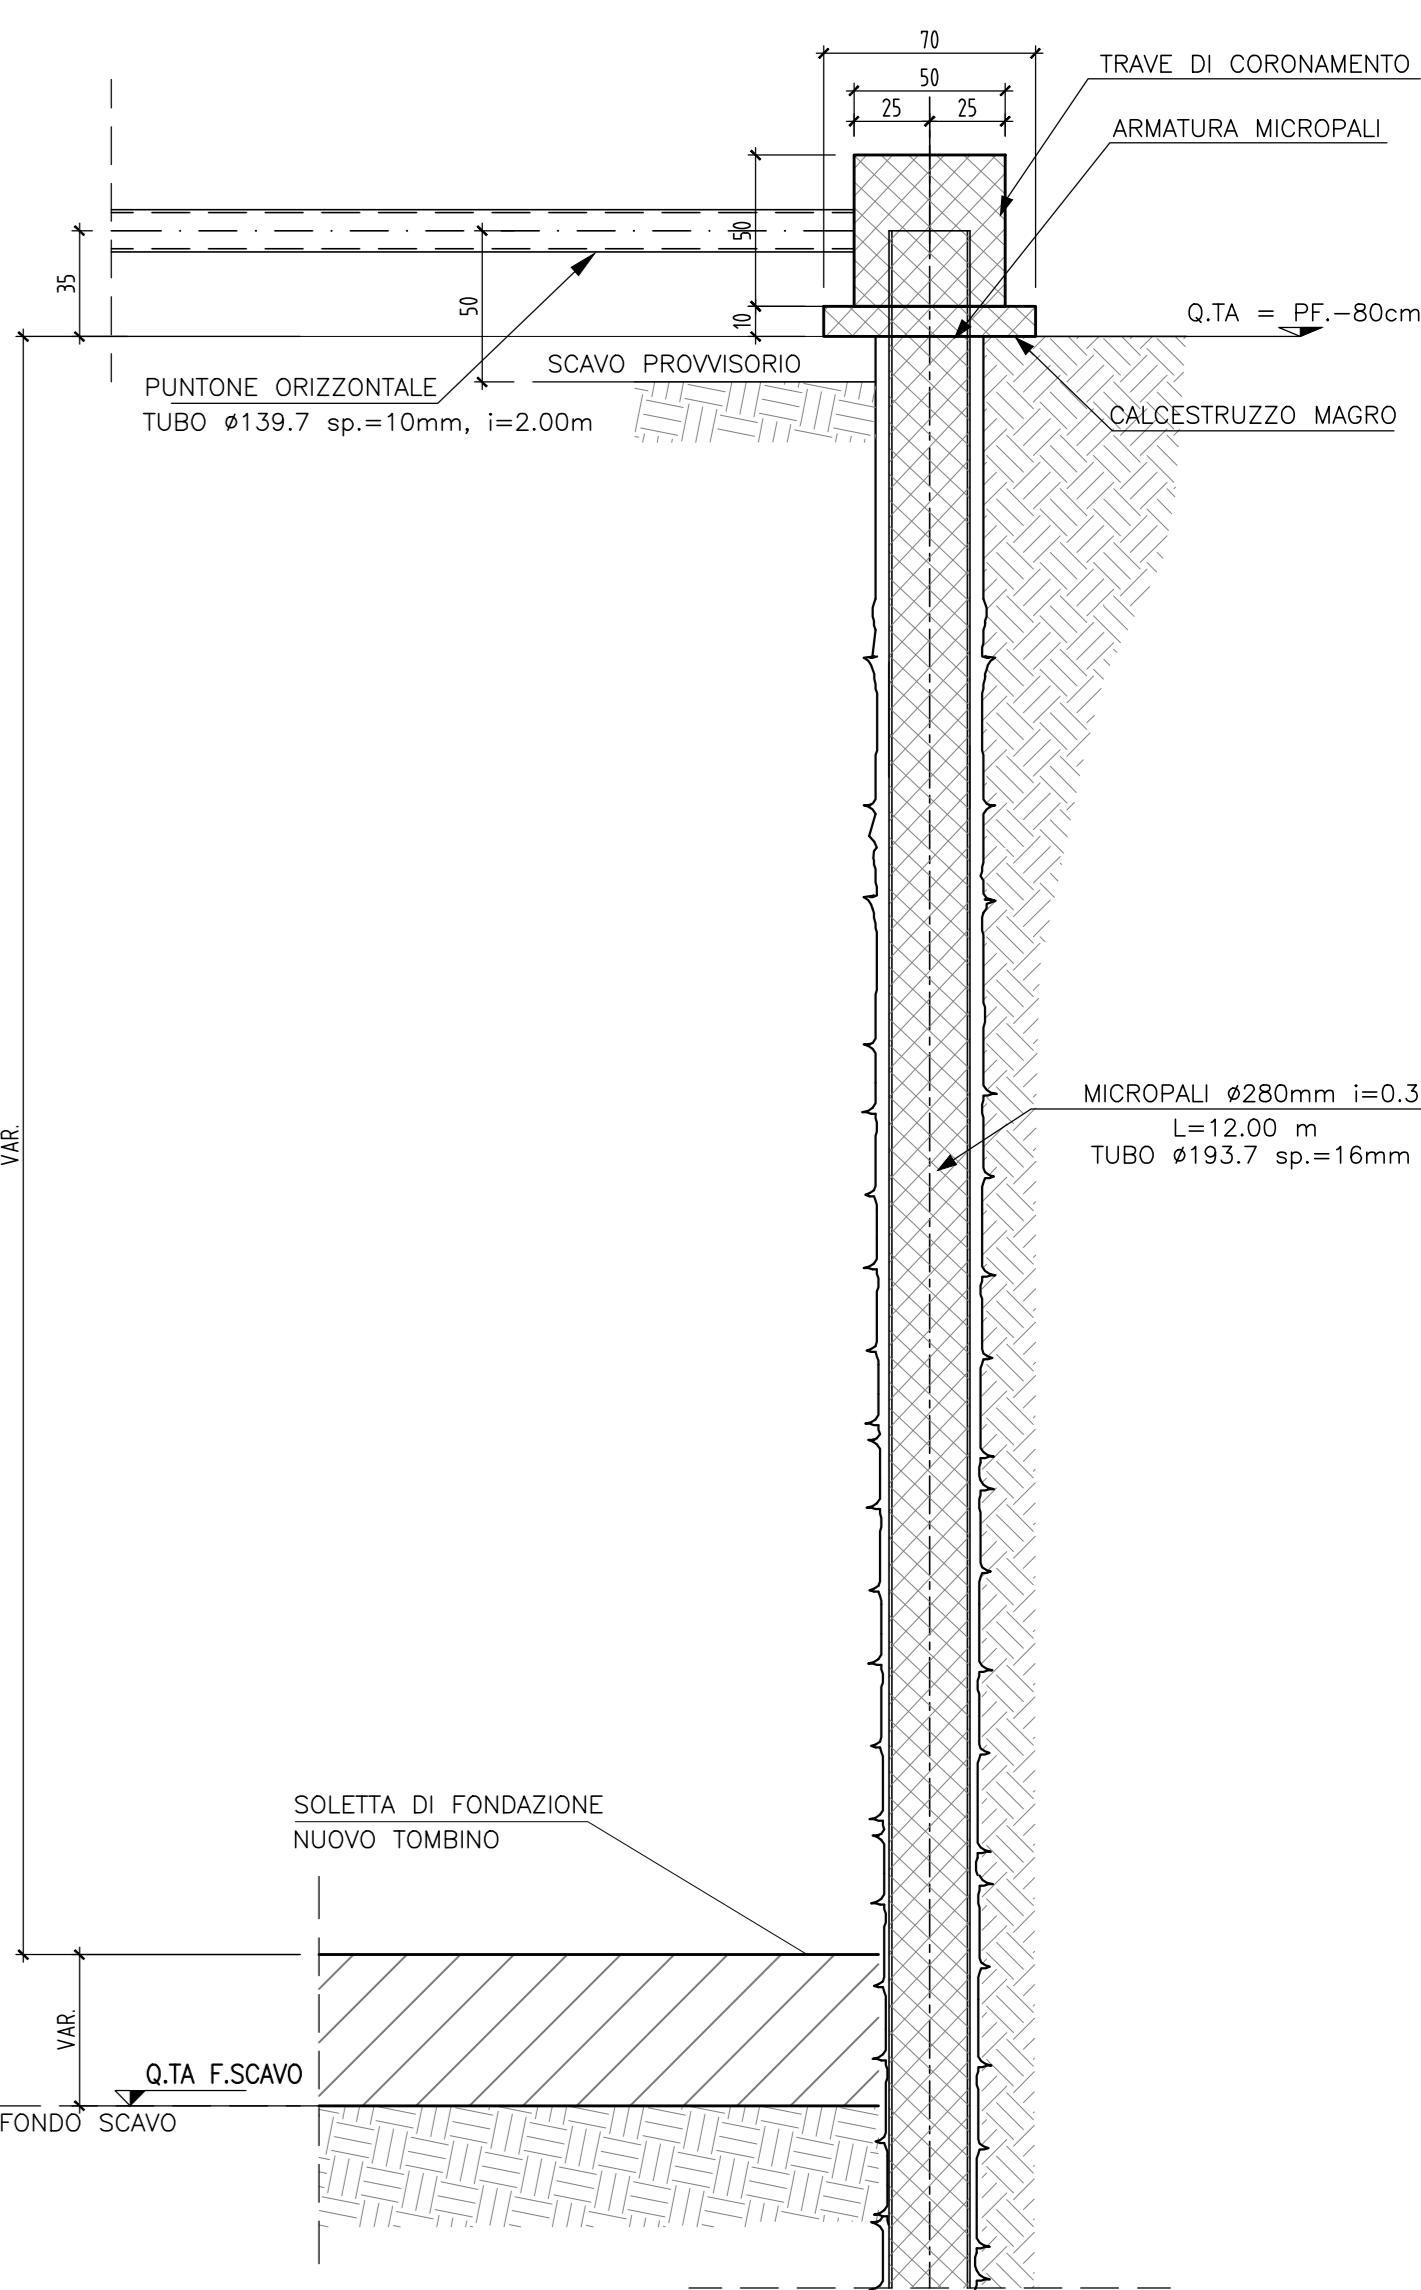 70
TRAVE DI CORONAMENTO
50
25
25
ARMATURA MICROPALI
50
35
50
10
Q.TA = PF.-80cm
SCAVO PROVVISORIO
PUNTONE ORIZZONTALE
TUBO ø139.7 sp.=10mm, i=2.00m
CALCESTRUZZO MAGRO
MICROPALI ø280mm i=0.3
L=12.00 m
TUBO ø193.7 sp.=16mm
VAR.
SOLETTA DI FONDAZIONE
NUOVO TOMBINO
VAR.
Q.TA F.SCAVO
FONDO SCAVO